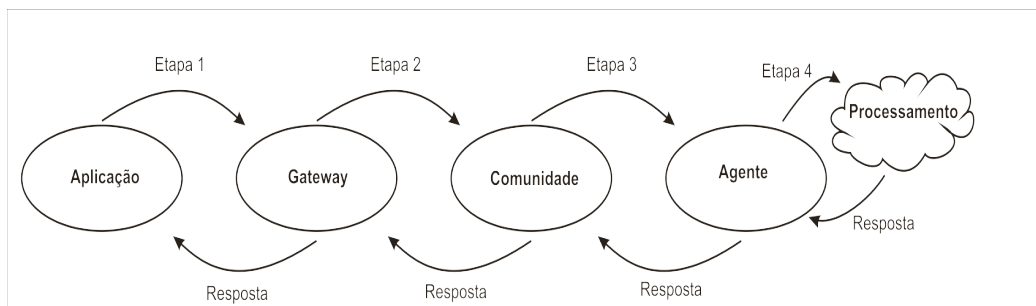 Etapa 1
Etapa 2
Etapa 3
Etapa 4
Aplicação
Gateway
Comunidade
Agente
Processamento
Resposta
Resposta
Resposta
Resposta